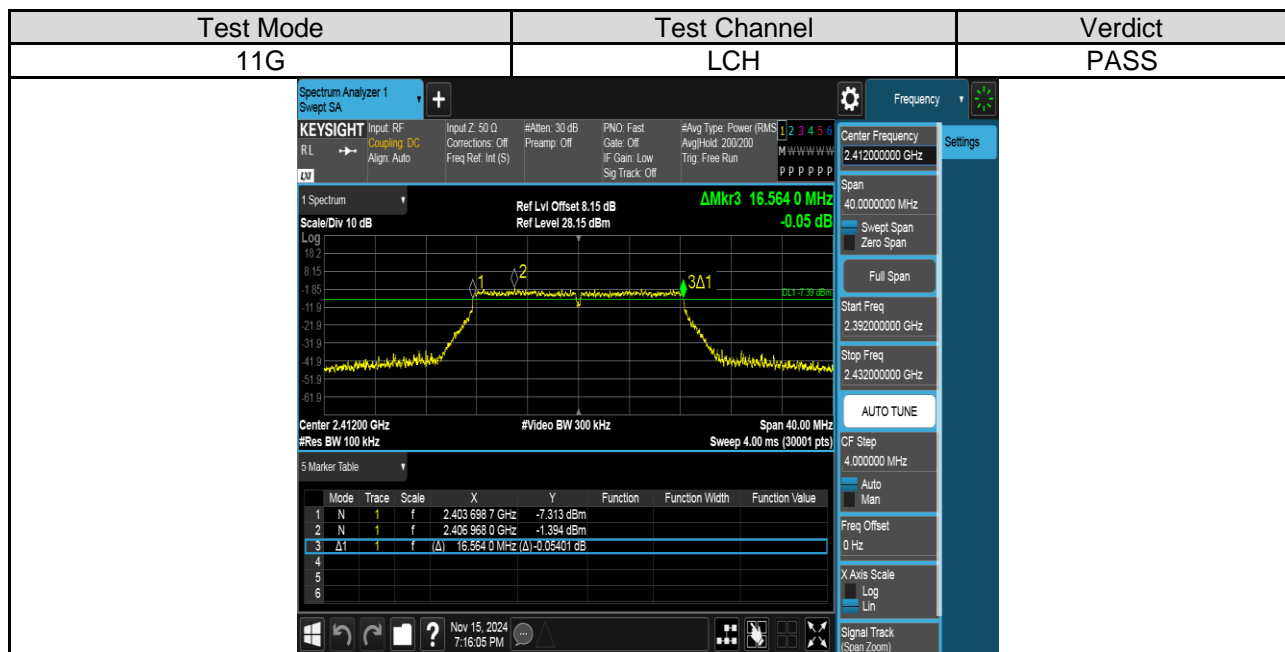 Test Mode Test Channel Verdict
11G LCH PASS
Spectrum Analyzer 1
Swept SA
+
Frequency
KEYSIGHT Input: RF Input Z: 50 Ω #Atten: 30 dB PNO: Fast #Avg Type: Power (RMS 1 2 3 4 5 6
RL Coupling: DC Corrections: Off Preamp: Off Gate: Off Avg|Hold: 200/200 M W W W W W
Align: Auto Freq Ref: Int (S) IF Gain: Low Trig: Free Run
LXI Sig Track: Off P P P P P P
Center Frequency
2.412000000 GHz
Settings
1 Spectrum
Ref Lvl Offset 8.15 dB ΔMkr3 16.564 0 MHz
Scale/Div 10 dB Ref Level 28.15 dBm -0.05 dB
Log
18.2
8.15
-1.85
-11.9
-21.9
-31.9
-41.9
-51.9
-61.9
1
2
3Δ1
DL1 -7.39 dBm
Center 2.41200 GHz #Video BW 300 kHz Span 40.00 MHz
#Res BW 100 kHz Sweep 4.00 ms (30001 pts)
Span
40.0000000 MHz
Swept Span
Zero Span
Full Span
Start Freq
2.392000000 GHz
Stop Freq
2.432000000 GHz
AUTO TUNE
CF Step
4.000000 MHz
Auto
Man
Freq Offset
0 Hz
X Axis Scale
Log
Lin
Signal Track
(Span Zoom)
5 Marker Table
Mode Trace Scale X Y Function Function Width Function Value
1 N 1 f 2.403 698 7 GHz -7.313 dBm
2 N 1 f 2.406 968 0 GHz -1.394 dBm
3 Δ1 1 f (Δ) 16.564 0 MHz (Δ) -0.05401 dB
4
5
6
?
Nov 15, 2024
7:16:05 PM